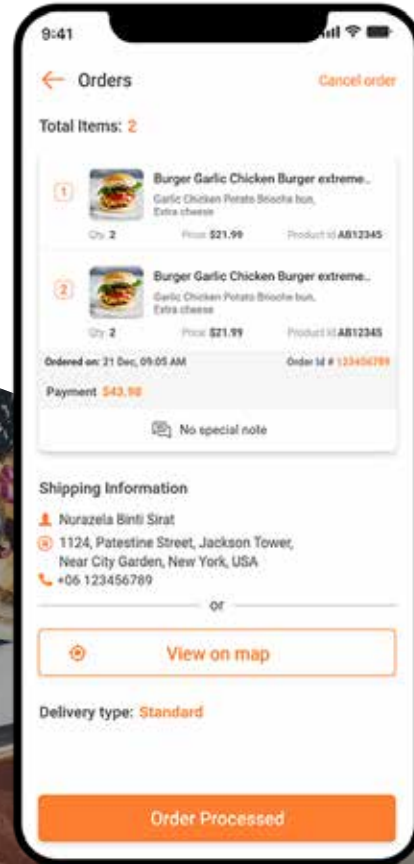 9:41
Orders
Cancel order
Total Items: 2
1
Burger Garlic Chicken Burger extreme..
Garlic Chicken Potato Brioche bun,
Extra cheese
Qty 2 Price $21.99 Product Id AB12345
2
Burger Garlic Chicken Burger extreme..
Garlic Chicken Potato Brioche bun,
Extra cheese
Qty 2 Price $21.99 Product Id AB12345
Ordered on: 21 Dec, 09:05 AM Order Id # 123456789
Payment $43.98
No special note
Shipping Information
Nurazela Binti Sirat
1124, Patestine Street, Jackson Tower,
Near City Garden, New York, USA
+06 123456789
or
View on map
Delivery type: Standard
Order Processed